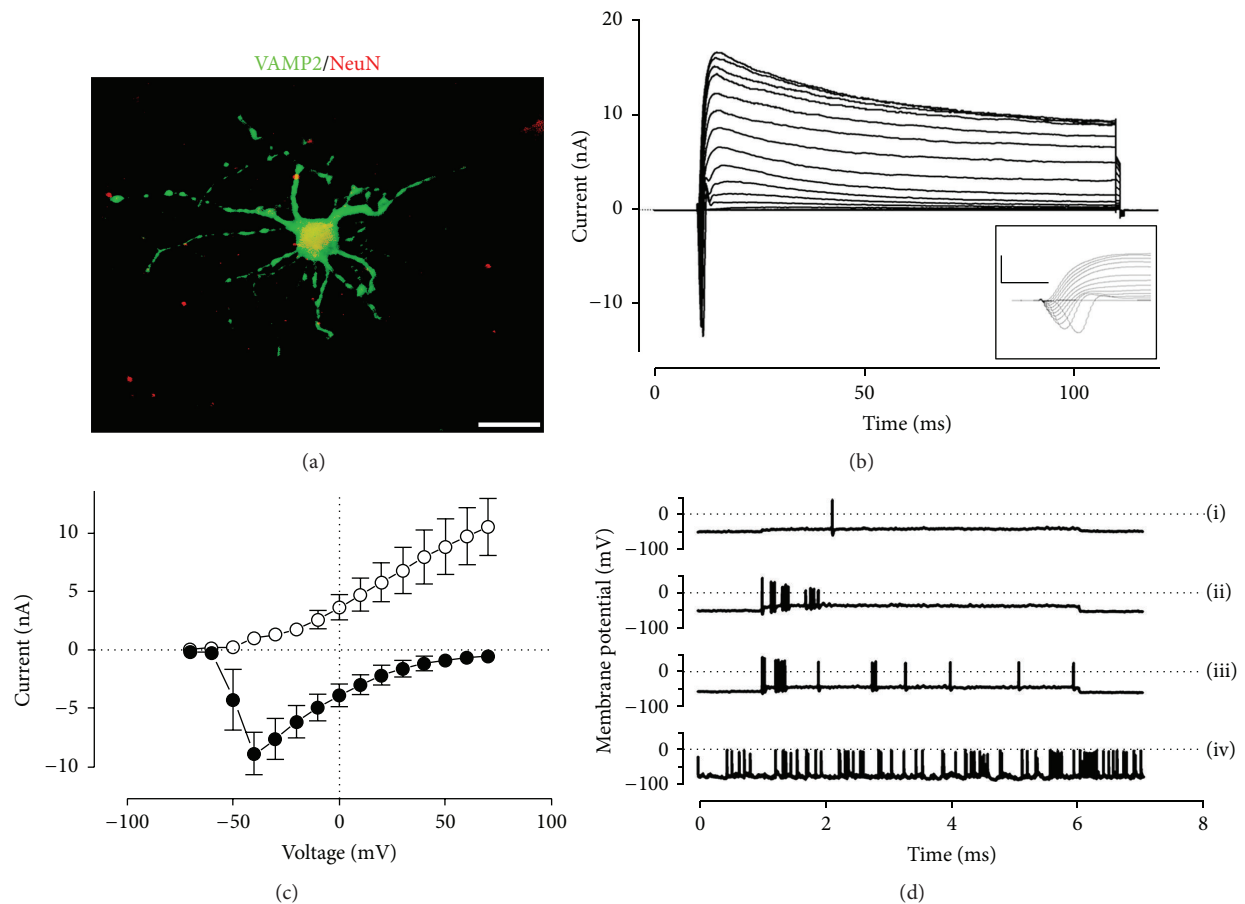 VAMP2/NeuN
(a)
20
10
0
−10
Current (nA)
0
50
100
Time (ms)
(b)
10
5
0
−5
−10
Current (nA)
−100
−50
0
50
100
Voltage (mV)
(c)
Membrane potential (mV)
0
−100
(i)
0
−100
(ii)
0
−100
(iii)
0
−100
(iv)
0
2
4
6
8
Time (ms)
(d)